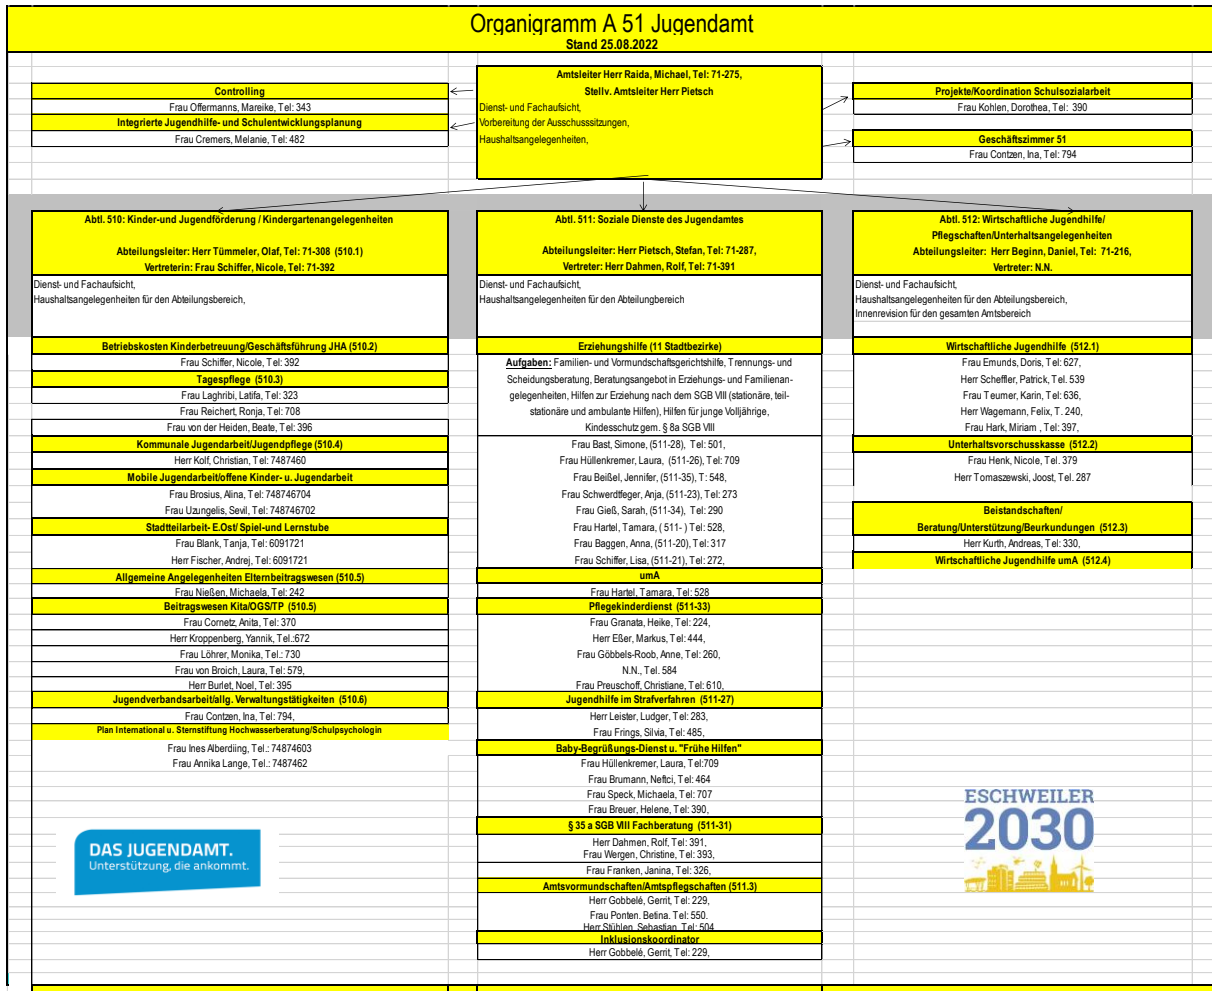 Organigramm A 51 Jugendamt
Stand 25.08.2022
Amtsleiter Herr Raida, Michael, Tel: 71-275,
Stellv. Amtsleiter Herr Pietsch
Dienst- und Fachaufsicht,
Vorbereitung der Ausschusssitzungen,
Haushaltsangelegenheiten,
Controlling
Frau Offermanns, Mareike, Tel: 343
Integrierte Jugendhilfe- und Schulentwicklungsplanung
Frau Cremers, Melanie, Tel: 482
Projekte/Koordination Schulsozialarbeit
Frau Kohlen, Dorothea, Tel: 390
Geschäftszimmer 51
Frau Contzen, Ina, Tel: 794
Abtl. 510: Kinder-und Jugendförderung / Kindergartenangelegenheiten
Abteilungsleiter: Herr Tümmeler, Olaf, Tel: 71-308 (510.1)
Vertreterin: Frau Schiffer, Nicole, Tel: 71-392
Dienst- und Fachaufsicht,
Haushaltsangelegenheiten für den Abteilungsbereich,
Betriebskosten Kinderbetreuung/Geschäftsführung JHA (510.2)
Frau Schiffer, Nicole, Tel: 392
Tagespflege (510.3)
Frau Laghribi, Latifa, Tel: 323
Frau Reichert, Ronja, Tel: 708
Frau von der Heiden, Beate, Tel: 396
Kommunale Jugendarbeit/Jugendpflege (510.4)
Herr Kolf, Christian, Tel: 7487460
Mobile Jugendarbeit/offene Kinder- u. Jugendarbeit
Frau Brosius, Alina, Tel: 748746704
Frau Uzungelis, Sevil, Tel: 748746702
Stadtteilarbeit- E.Ost/ Spiel-und Lernstube
Frau Blank, Tanja, Tel: 6091721
Herr Fischer, Andrej, Tel: 6091721
Allgemeine Angelegenheiten Elternbeitragswesen (510.5)
Frau Nießen, Michaela, Tel: 242
Beitragswesen Kita/OGS/TP (510.5)
Frau Cornetz, Anita, Tel: 370
Herr Kroppenberg, Yannik, Tel.:672
Frau Löhrer, Monika, Tel.: 730
Frau von Broich, Laura, Tel: 579,
Herr Burlet, Noel, Tel: 395
Jugendverbandsarbeit/allg. Verwaltungstätigkeiten (510.6)
Frau Contzen, Ina, Tel: 794,
Plan International u. Sternstiftung Hochwasserberatung/Schulpsychologin
Frau Ines Alberdiing, Tel.: 74874603
Frau Annika Lange, Tel.: 7487462
DAS JUGENDAMT.
Unterstützung, die ankommt.
Abtl. 511: Soziale Dienste des Jugendamtes
Abteilungsleiter: Herr Pietsch, Stefan, Tel: 71-287,
Vertreter: Herr Dahmen, Rolf, Tel: 71-391
Dienst- und Fachaufsicht,
Haushaltsangelegenheiten für den Abteilungbereich
Erziehungshilfe (11 Stadtbezirke)
Aufgaben: Familien- und Vormundschaftsgerichtshilfe, Trennungs- und
Scheidungsberatung, Beratungsangebot in Erziehungs- und Familienan-
gelegenheiten, Hilfen zur Erziehung nach dem SGB VIII (stationäre, teil-
stationäre und ambulante Hilfen), Hilfen für junge Volljährige,
Kindesschutz gem. § 8a SGB VIII
Frau Bast, Simone, (511-28), Tel: 501,
Frau Hüllenkremer, Laura, (511-26), Tel: 709
Frau Beißel, Jennifer, (511-35), T: 548,
Frau Schwerdtfeger, Anja, (511-23), Tel: 273
Frau Gieß, Sarah, (511-34), Tel: 290
Frau Hartel, Tamara, ( 511- ) Tel: 528,
Frau Baggen, Anna, (511-20), Tel: 317
Frau Schiffer, Lisa, (511-21), Tel: 272,
umA
Frau Hartel, Tamara, Tel: 528
Pflegekinderdienst (511-33)
Frau Granata, Heike, Tel: 224,
Herr Eßer, Markus, Tel: 444,
Frau Göbbels-Roob, Anne, Tel: 260,
N.N., Tel. 584
Frau Preuschoff, Christiane, Tel: 610,
Jugendhilfe im Strafverfahren (511-27)
Herr Leister, Ludger, Tel: 283,
Frau Frings, Silvia, Tel: 485,
Baby-Begrüßungs-Dienst u. "Frühe Hilfen"
Frau Hüllenkremer, Laura, Tel:709
Frau Brumann, Neftci, Tel: 464
Frau Speck, Michaela, Tel: 707
Frau Breuer, Helene, Tel: 390,
§ 35 a SGB VIII Fachberatung (511-31)
Herr Dahmen, Rolf, Tel: 391,
Frau Wergen, Christine, Tel: 393,
Frau Franken, Janina, Tel: 326,
Amtsvormundschaften/Amtspflegschaften (511.3)
Herr Gobbelé, Gerrit, Tel: 229,
Frau Ponten. Betina. Tel: 550.
Herr Stühlen, Sebastian, Tel: 504
Inklusionskoordinator
Herr Gobbelé, Gerrit, Tel: 229,
Abtl. 512: Wirtschaftliche Jugendhilfe/
Pflegschaften/Unterhaltsangelegenheiten
Abteilungsleiter: Herr Beginn, Daniel, Tel: 71-216,
Vertreter: N.N.
Dienst- und Fachaufsicht,
Haushaltsangelegenheiten für den Abteilungsbereich,
Innenrevision für den gesamten Amtsbereich
Wirtschaftliche Jugendhilfe (512.1)
Frau Emunds, Doris, Tel: 627,
Herr Scheffler, Patrick, Tel. 539
Frau Teumer, Karin, Tel: 636,
Herr Wagemann, Felix, T. 240,
Frau Hark, Miriam , Tel: 397,
Unterhaltsvorschusskasse (512.2)
Frau Henk, Nicole, Tel. 379
Herr Tomaszewski, Joost, Tel. 287
Beistandschaften/
Beratung/Unterstützung/Beurkundungen (512.3)
Herr Kurth, Andreas, Tel: 330,
Wirtschaftliche Jugendhilfe umA (512.4)
ESCHWEILER
2030